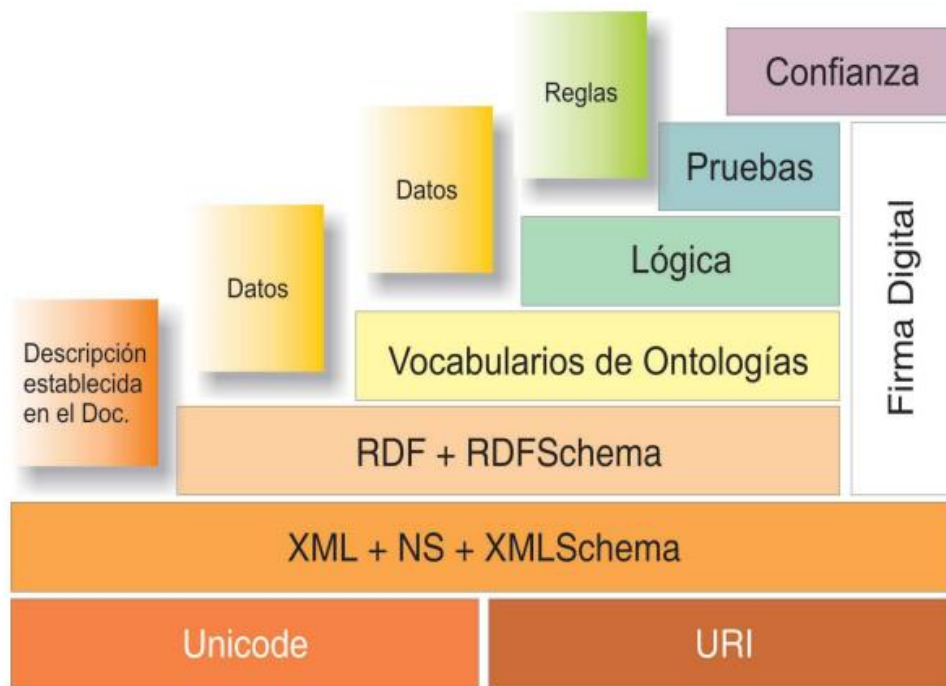 Confianza
Reglas
Pruebas
Datos
Lógica
Firma Digital
Datos
Vocabularios de Ontologías
Descripción
establecida
en el Doc.
RDF + RDFSchema
XML + NS + XMLSchema
Unicode
URI